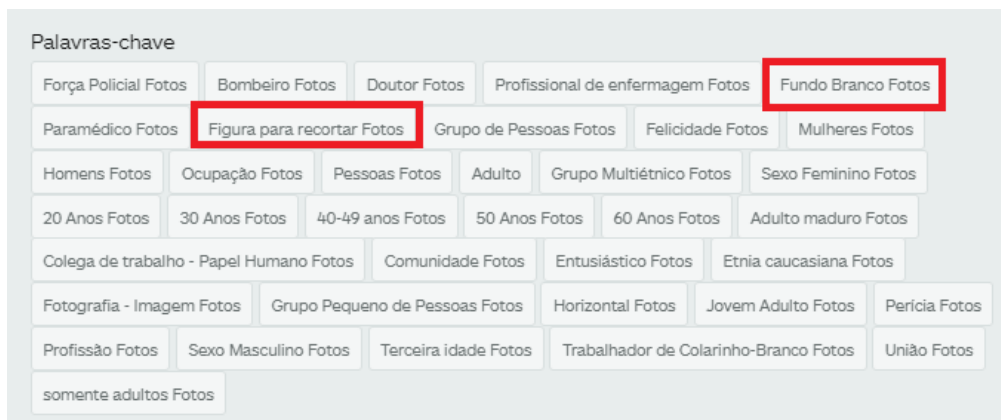 Palavras-chave
Força Policial Fotos Bombeiro Fotos Doutor Fotos Profissional de enfermagem Fotos Fundo Branco Fotos
Paramédico Fotos Figura para recortar Fotos Grupo de Pessoas Fotos Felicidade Fotos Mulheres Fotos
Homens Fotos Ocupação Fotos Pessoas Fotos Adulto Grupo Multiétnico Fotos Sexo Feminino Fotos
20 Anos Fotos 30 Anos Fotos 40-49 anos Fotos 50 Anos Fotos 60 Anos Fotos Adulto maduro Fotos
Colega de trabalho - Papel Humano Fotos Comunidade Fotos Entusiástico Fotos Etnia caucasiana Fotos
Fotografia - Imagem Fotos Grupo Pequeno de Pessoas Fotos Horizontal Fotos Jovem Adulto Fotos Perícia Fotos
Profissão Fotos Sexo Masculino Fotos Terceira idade Fotos Trabalhador de Colarinho-Branco Fotos União Fotos
somente adultos Fotos